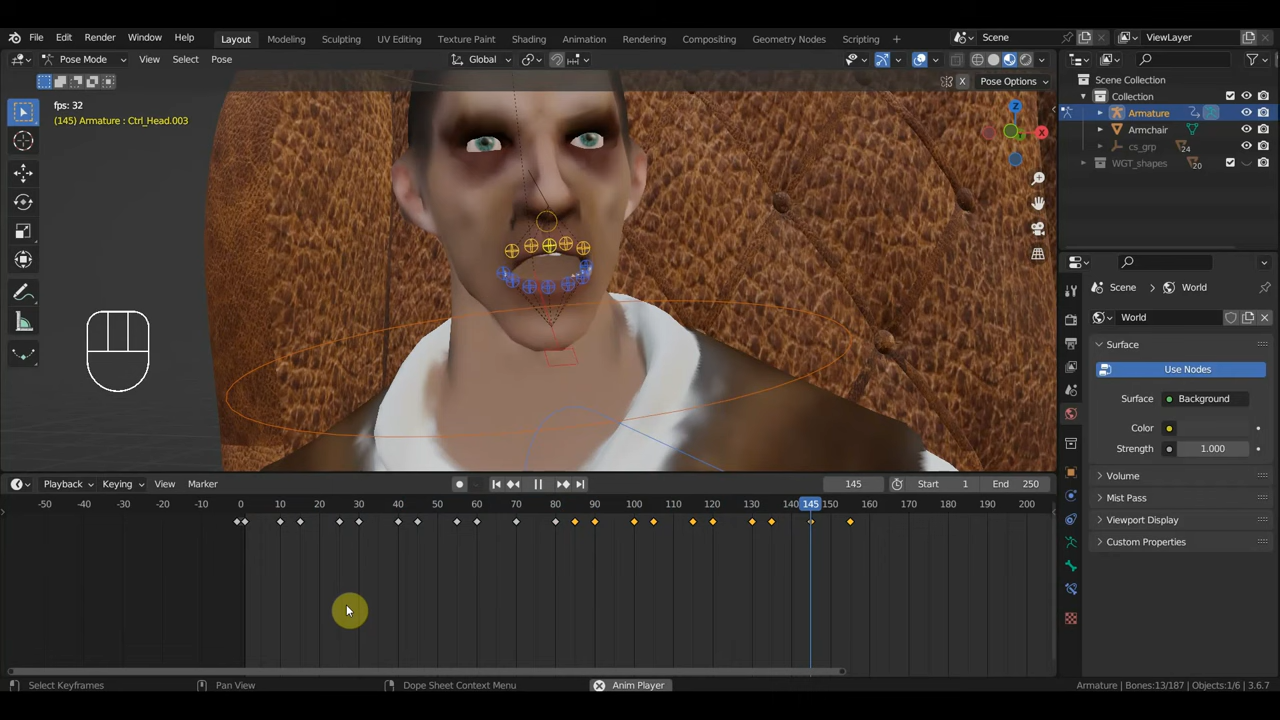 File Edit Render Window Help Layout Modeling Sculpting UV Editing Texture Paint Shading Animation Rendering Compositing Geometry Nodes Scripting + Scene ViewLayer
Pose Mode View Select Pose Global
X Pose Options
fps: 32
(145) Armature : Ctrl_Head.003
Z
X
Scene Collection
Collection
Armature
Armchair
cs_grp 24
WGT_shapes 20
Scene > World
World
Surface
Use Nodes
Surface Background
Color
Strength 1.000
Volume
Mist Pass
Viewport Display
Custom Properties
Playback Keying View Marker 145 Start 1 End 250
-50 -40 -30 -20 -10 0 10 20 30 40 50 60 70 80 90 100 110 120 130 140 145 150 160 170 180 190 200
Select Keyframes Pan View Dope Sheet Context Menu Anim Player Armature | Bones:13/187 | Objects:1/6 | 3.6.7